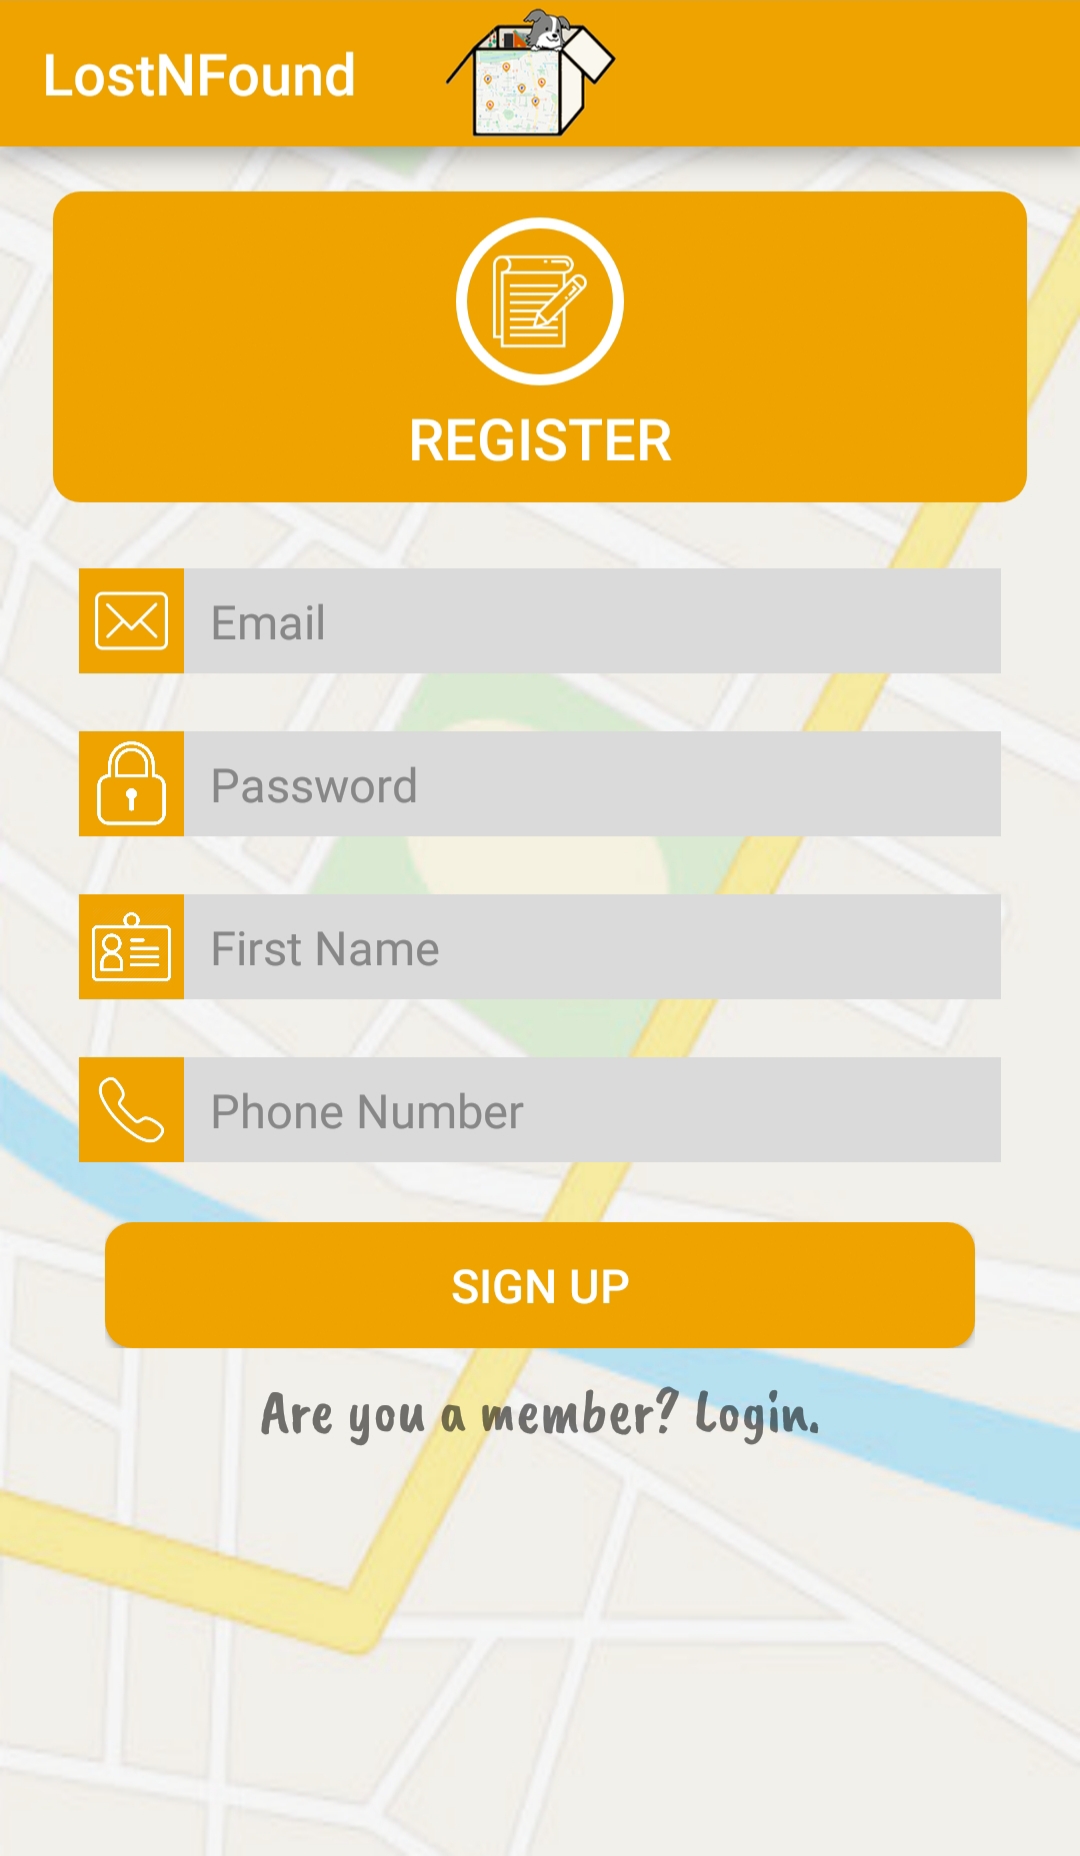 LostNFound
REGISTER
Email
Password
First Name
Phone Number
SIGN UP
Are you a member? Login.